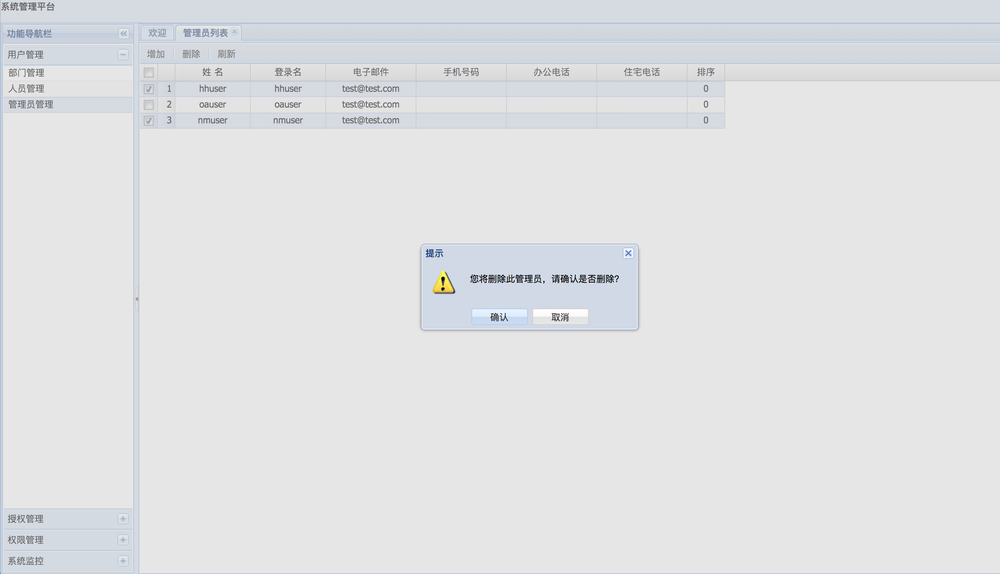 系统管理平台
功能导航栏
用户管理
部门管理
人员管理
管理员管理
授权管理
权限管理
系统监控
欢迎 管理员列表
增加 删除 刷新
姓 名 登录名 电子邮件 手机号码 办公电话 住宅电话 排序
1 hhuser hhuser test@test.com 0
2 oauser oauser test@test.com 0
3 nmuser nmuser test@test.com 0
提示
您将删除此管理员，请确认是否删除?
确认 取消